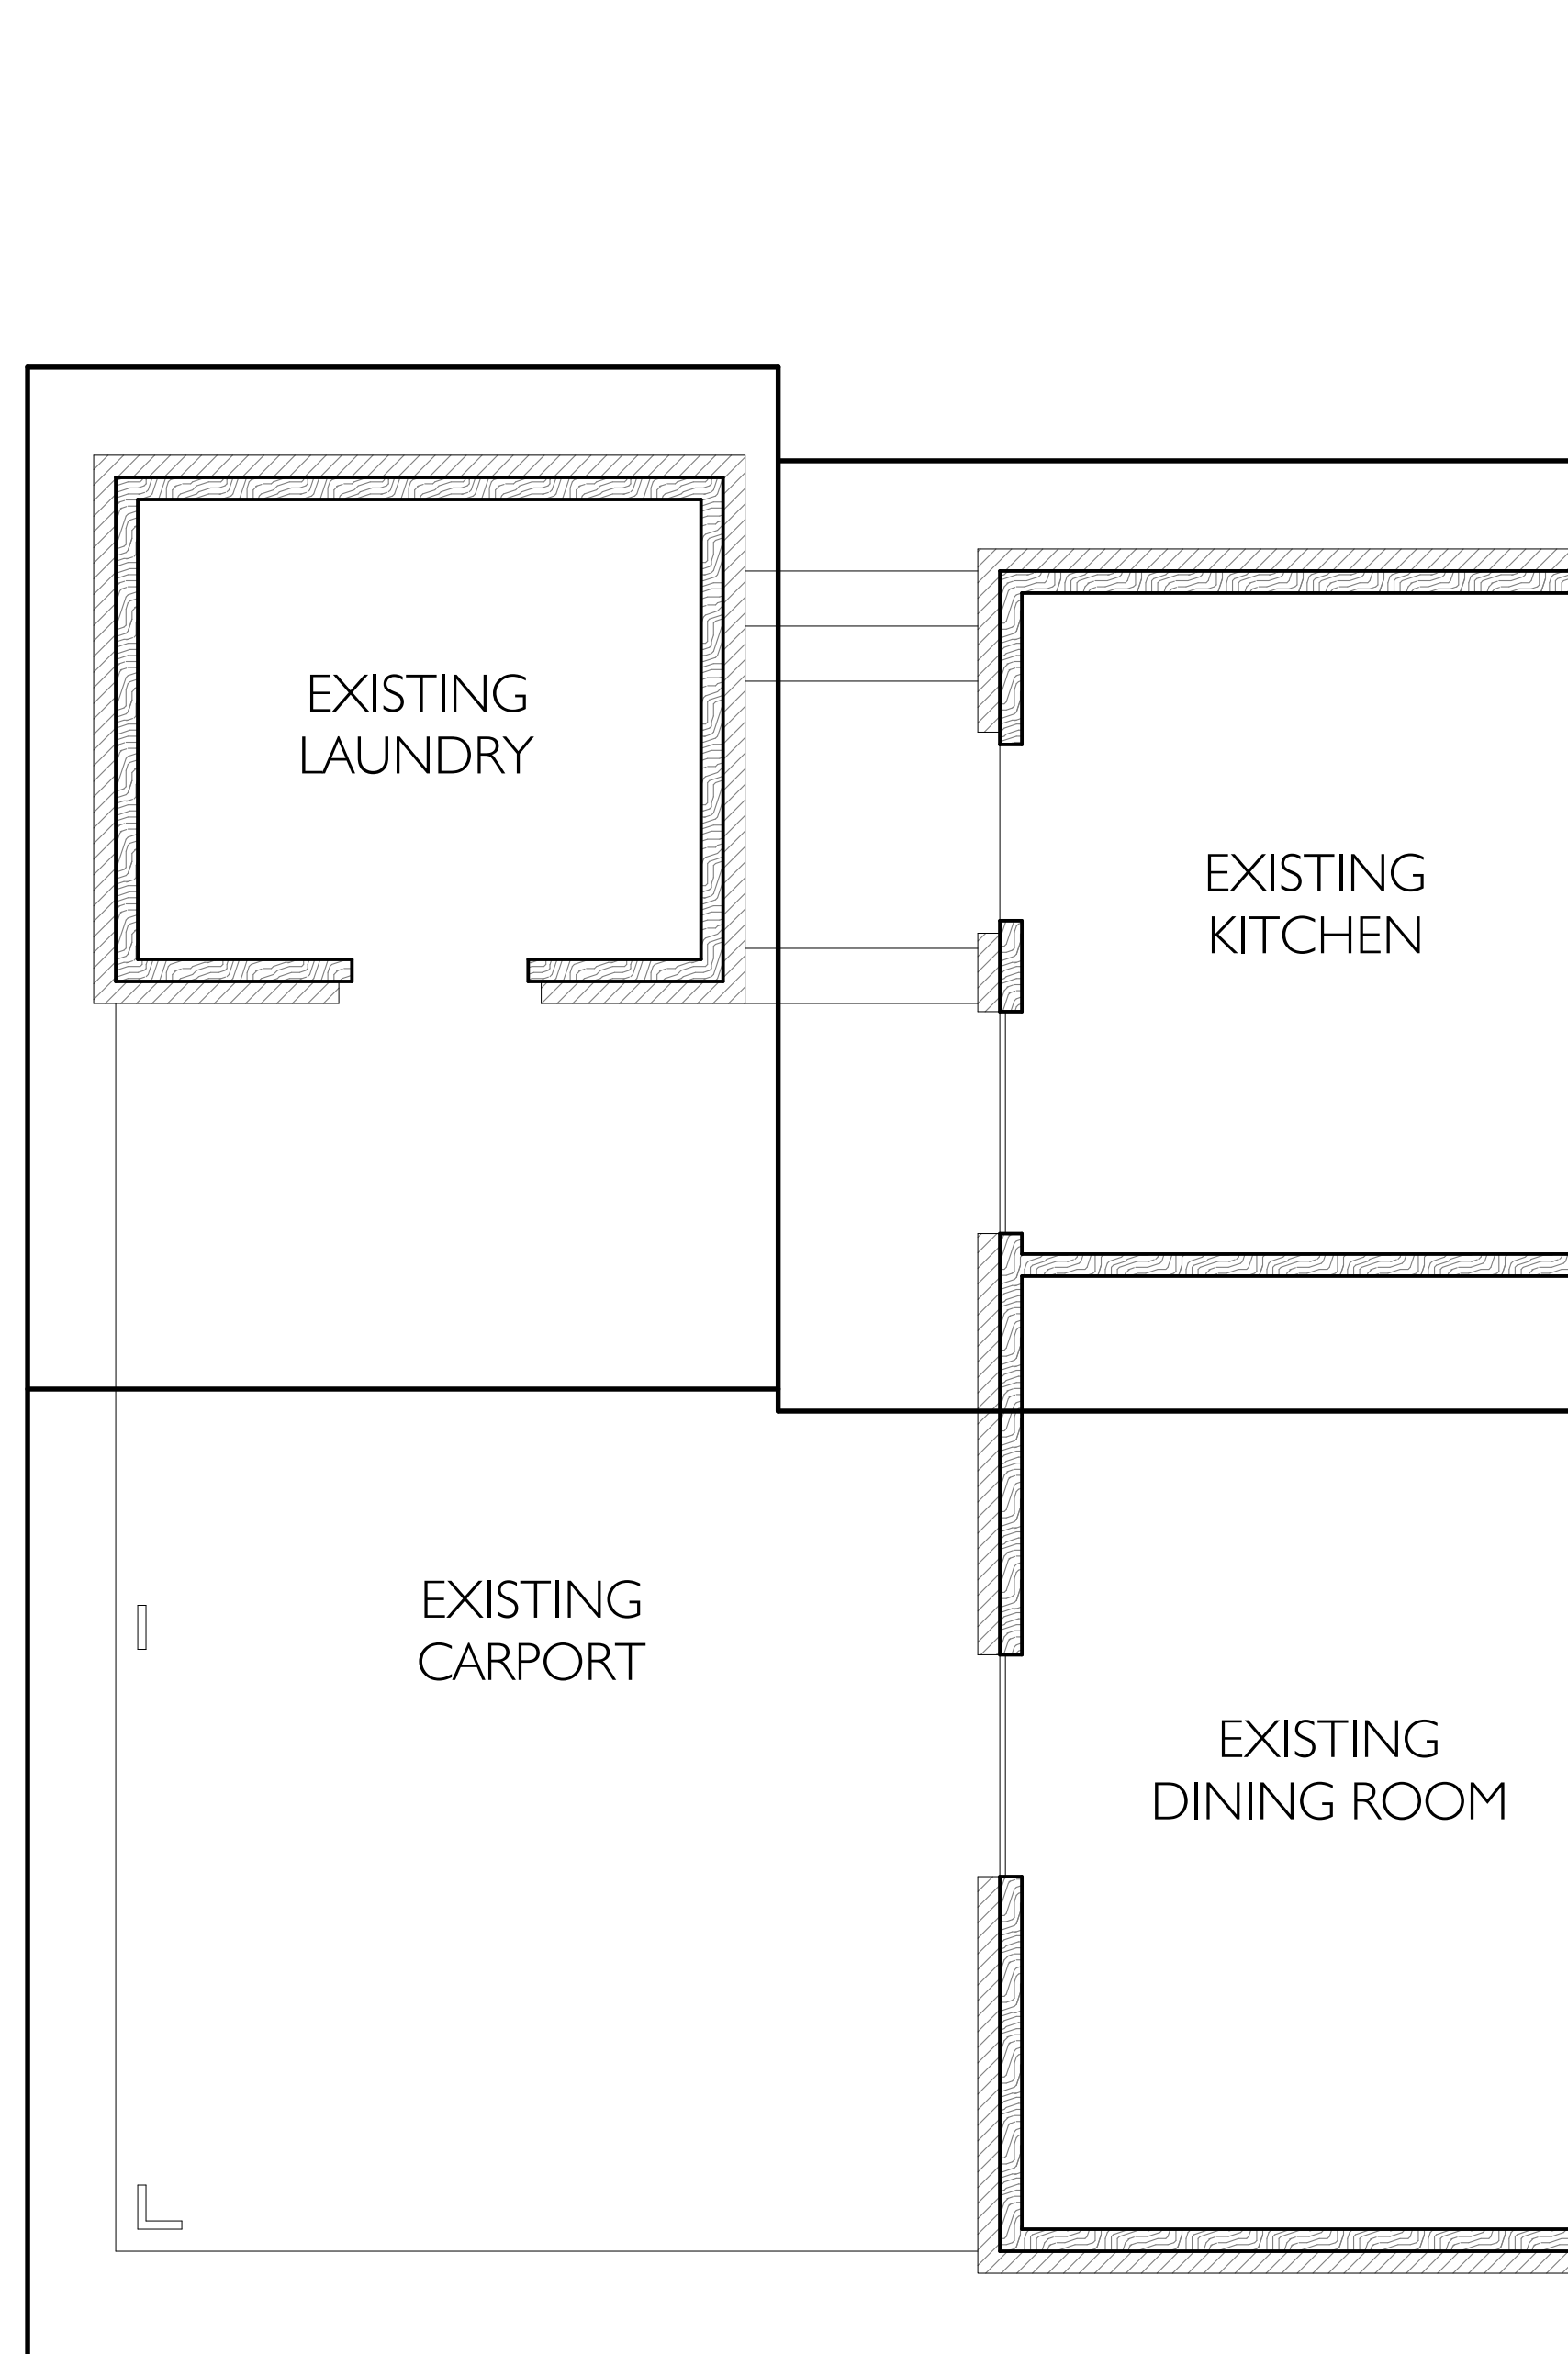 EXISTING
LAUNDRY
EXISTING
KITCHEN
EXISTING
CARPORT
EXISTING
DINING ROOM